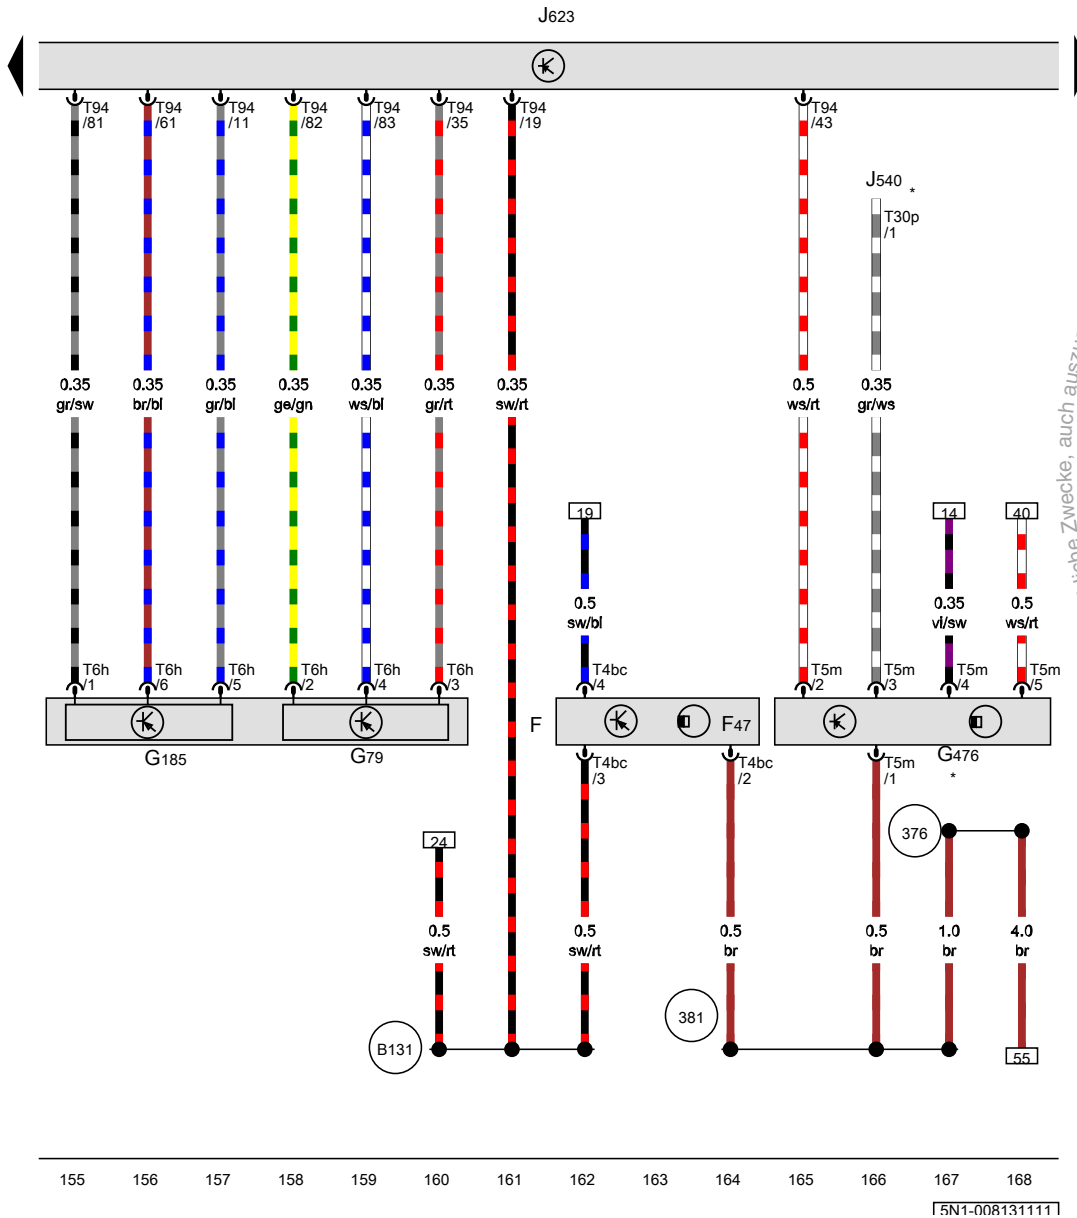 J623
T94 T94 T94 T94 T94 T94 T94 T94
/81 /61 /11 /82 /83 /35 /19 /43
J540 *
T30p
/1
0.35 0.35 0.35 0.35 0.35 0.35 0.35 0.5 0.35
gr/sw br/bl gr/bl ge/gn ws/bl gr/rt sw/rt ws/rt gr/ws
19 14 40
0.5 0.35 0.5
sw/bl vi/sw ws/rt
T6h T6h T6h T6h T6h T6h T4bc T5m T5m T5m T5m
/1 /6 /5 /2 /4 /3 /4 /2 /3 /4 /5
F F47
G185 G79 G476
*
T4bc T4bc T5m
/3 /2 /1
24 376
0.5 0.5 0.5 0.5 1.0 4.0
sw/rt sw/rt br br br br
381
B131
55
155 156 157 158 159 160 161 162 163 164 165 166 167 168
5N1-008131111
Zwecke, auch